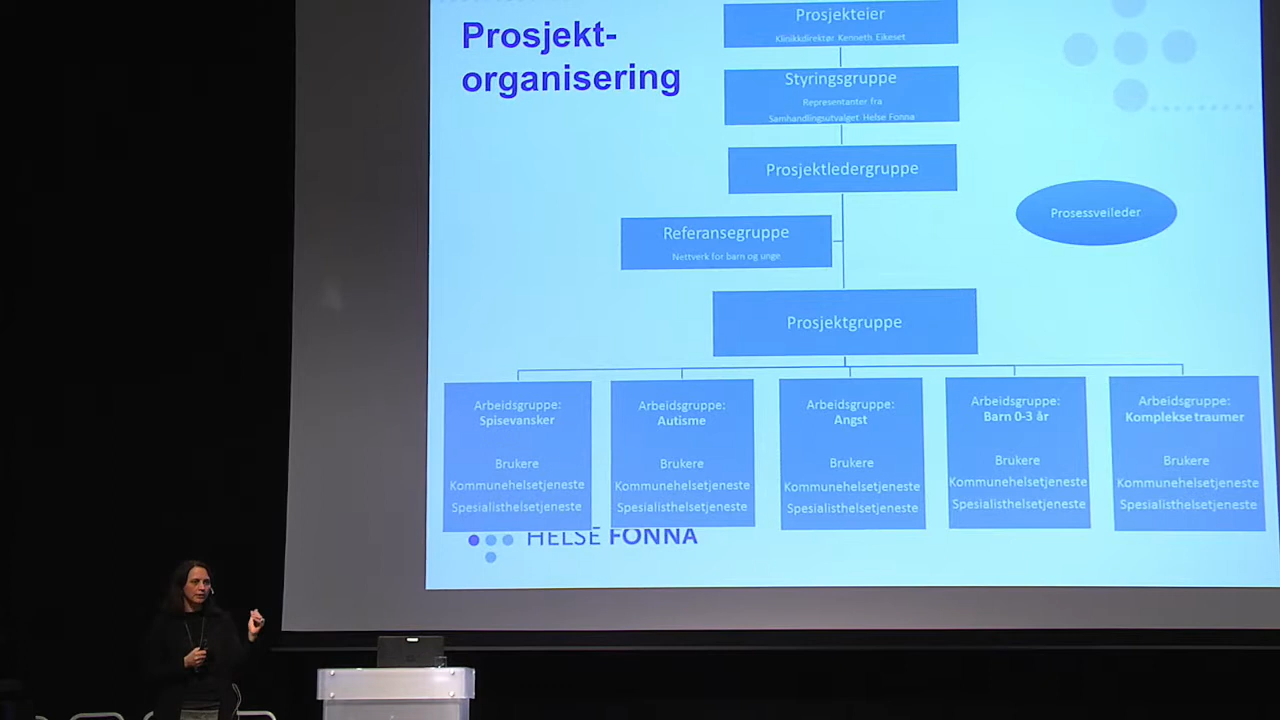 Prosjekt-
organisering
Prosjekteier
Klinikkdirektør Kenneth Eikeset
Styringsgruppe
Representanter fra
Samhandlingsutvalget Helse Fonna
Prosjektledergruppe
Prosessveileder
Referansegruppe
Nettverk for barn og unge
Prosjektgruppe
Arbeidsgruppe:
Spisevansker
Brukere
Kommunehelsetjeneste
Spesialisthelsetjeneste
Arbeidsgruppe:
Autisme
Brukere
Kommunehelsetjeneste
Spesialisthelsetjeneste
Arbeidsgruppe:
Angst
Brukere
Kommunehelsetjeneste
Spesialisthelsetjeneste
Arbeidsgruppe:
Barn 0-3 år
Brukere
Kommunehelsetjeneste
Spesialisthelsetjeneste
Arbeidsgruppe:
Komplekse traumer
Brukere
Kommunehelsetjeneste
Spesialisthelsetjeneste
HELSE FONNA